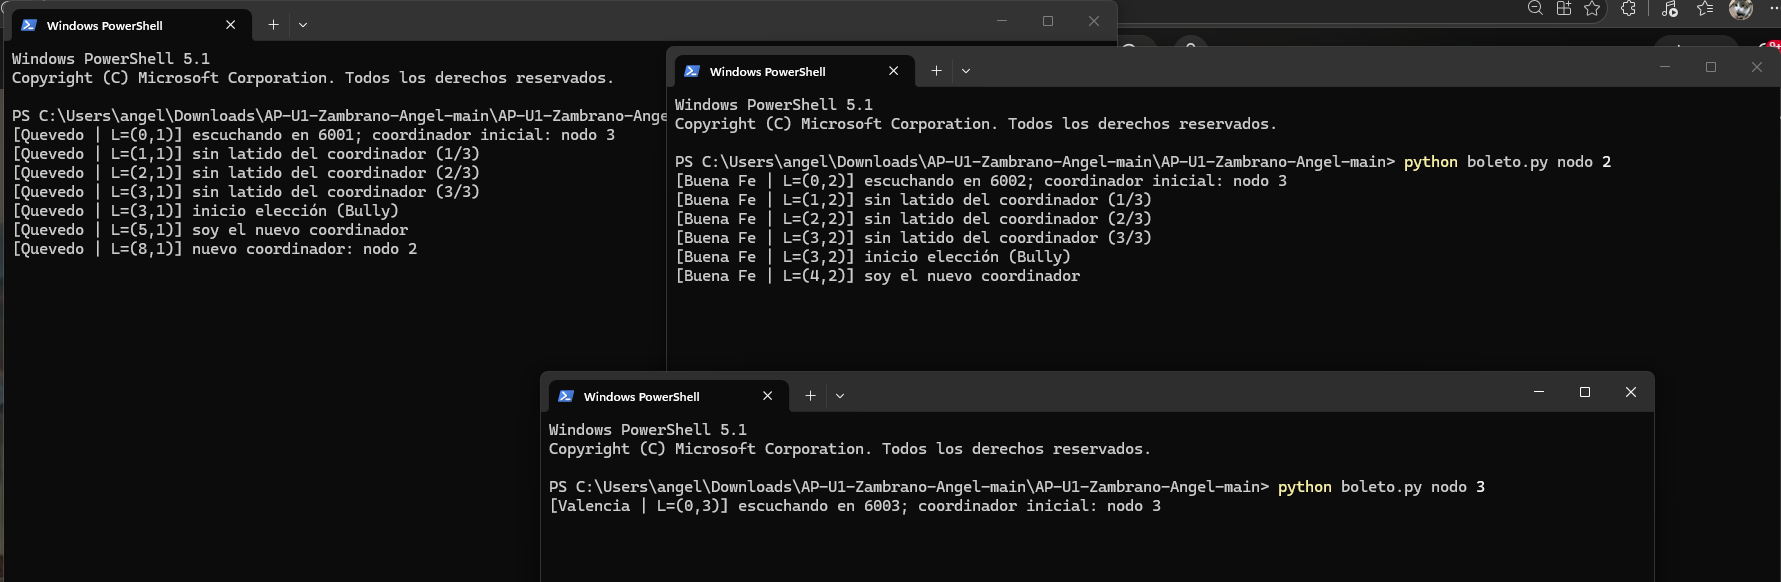 Windows PowerShell
Windows PowerShell 5.1
Copyright (C) Microsoft Corporation. Todos los derechos reservados.
PS C:\Users\angel\Downloads\AP-U1-Zambrano-Angel-main\AP-U1-Zambrano-Ange
[Quevedo | L=(0,1)] escuchando en 6001; coordinador inicial: nodo 3
[Quevedo | L=(1,1)] sin latido del coordinador (1/3)
[Quevedo | L=(2,1)] sin latido del coordinador (2/3)
[Quevedo | L=(3,1)] sin latido del coordinador (3/3)
[Quevedo | L=(3,1)] inicio elección (Bully)
[Quevedo | L=(5,1)] soy el nuevo coordinador
[Quevedo | L=(8,1)] nuevo coordinador: nodo 2
Windows PowerShell
Windows PowerShell 5.1
Copyright (C) Microsoft Corporation. Todos los derechos reservados.
PS C:\Users\angel\Downloads\AP-U1-Zambrano-Angel-main\AP-U1-Zambrano-Angel-main> python boleto.py nodo 2
[Buena Fe | L=(0,2)] escuchando en 6002; coordinador inicial: nodo 3
[Buena Fe | L=(1,2)] sin latido del coordinador (1/3)
[Buena Fe | L=(2,2)] sin latido del coordinador (2/3)
[Buena Fe | L=(3,2)] sin latido del coordinador (3/3)
[Buena Fe | L=(3,2)] inicio elección (Bully)
[Buena Fe | L=(4,2)] soy el nuevo coordinador
Windows PowerShell
Windows PowerShell 5.1
Copyright (C) Microsoft Corporation. Todos los derechos reservados.
PS C:\Users\angel\Downloads\AP-U1-Zambrano-Angel-main\AP-U1-Zambrano-Angel-main> python boleto.py nodo 3
[Valencia | L=(0,3)] escuchando en 6003; coordinador inicial: nodo 3